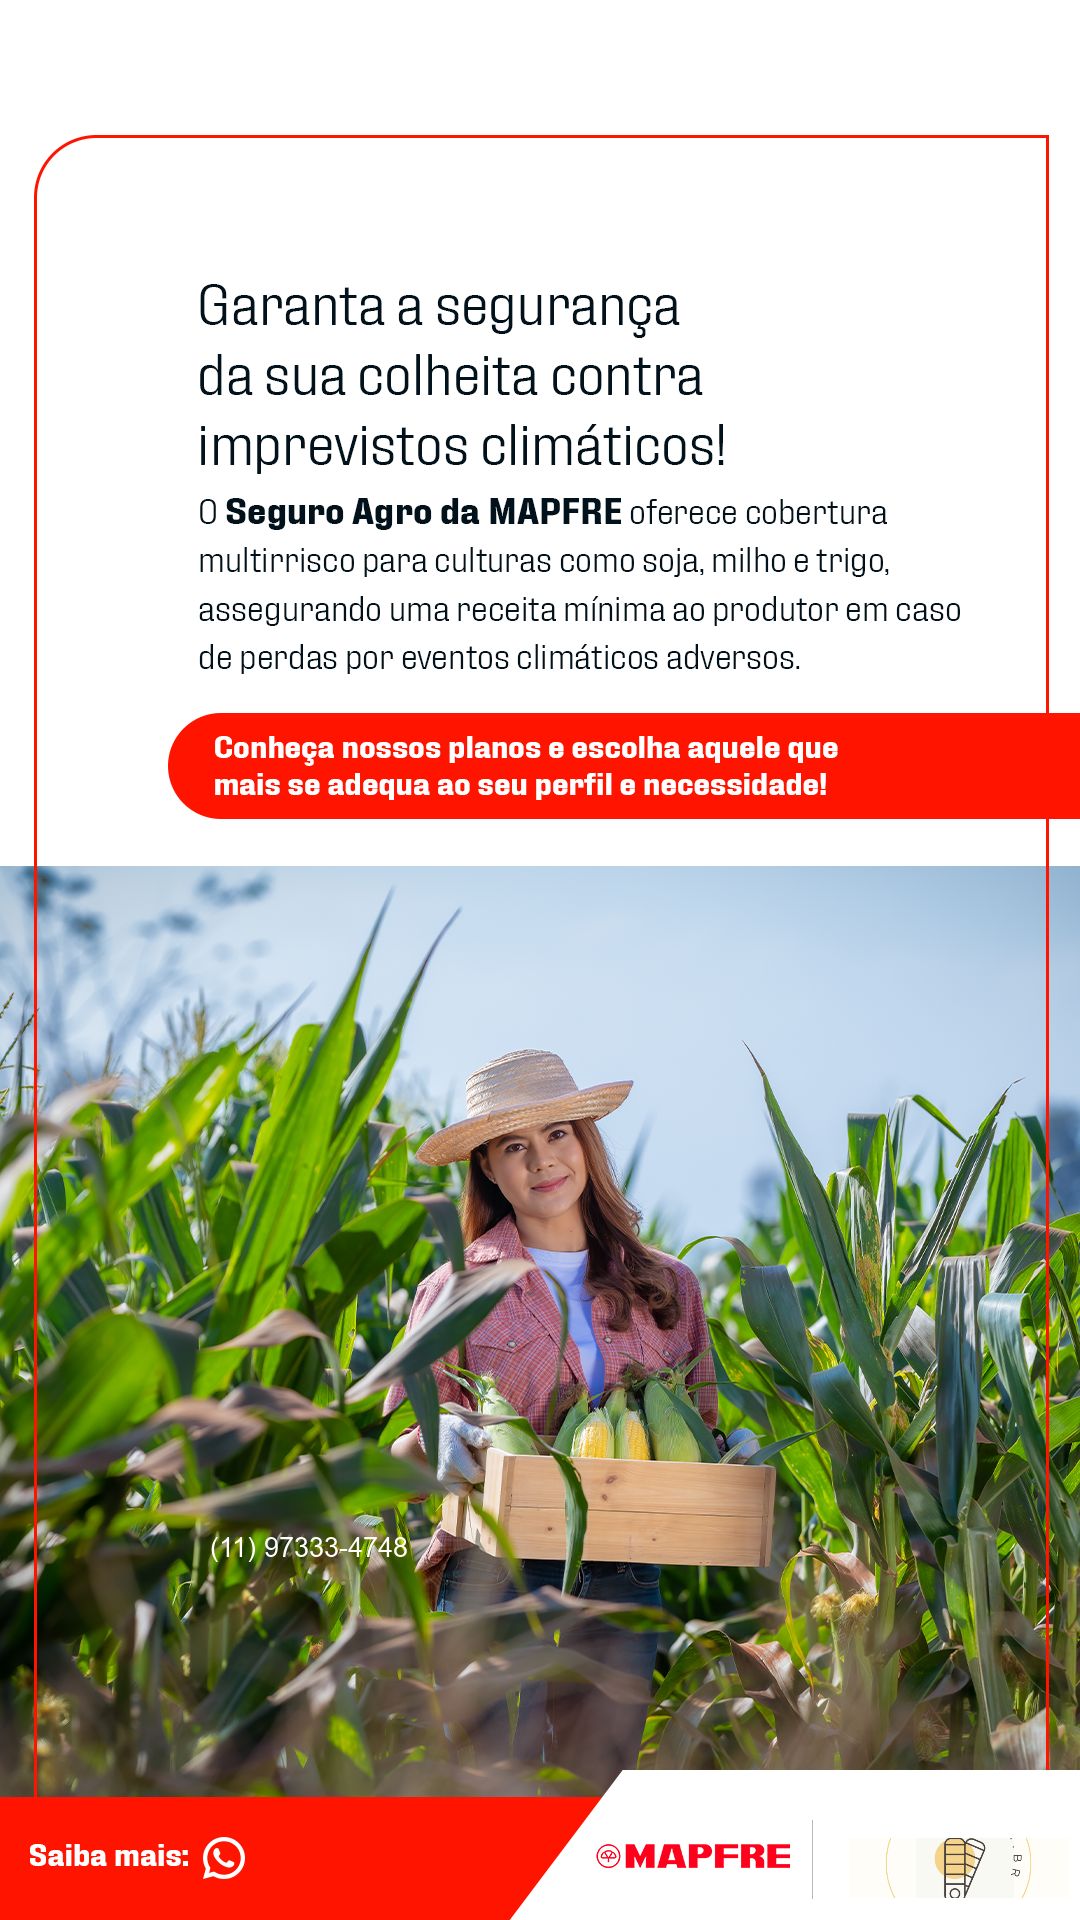 Garanta a segurança
da sua colheita contra
imprevistos climáticos!
O Seguro Agro da MAPFRE oferece cobertura
multirrisco para culturas como soja, milho e trigo,
assegurando uma receita mínima ao produtor em caso
de perdas por eventos climáticos adversos.
Conheça nossos planos e escolha aquele que
mais se adequa ao seu perfil e necessidade!
(11) 97333-4748
Saiba mais:
MAPFRE
.BR